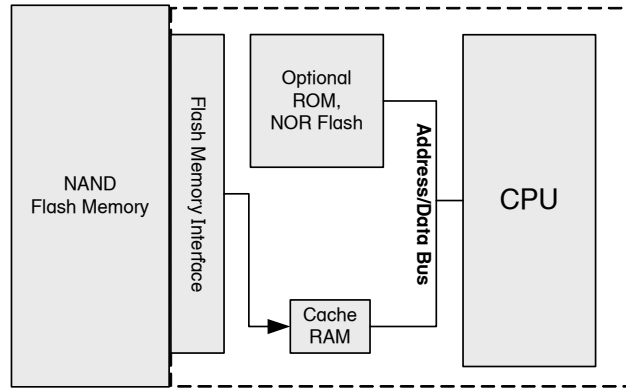 NAND
Flash Memory
Flash Memory Interface
Optional
ROM,
NOR Flash
Address/Data Bus
Cache
RAM
CPU